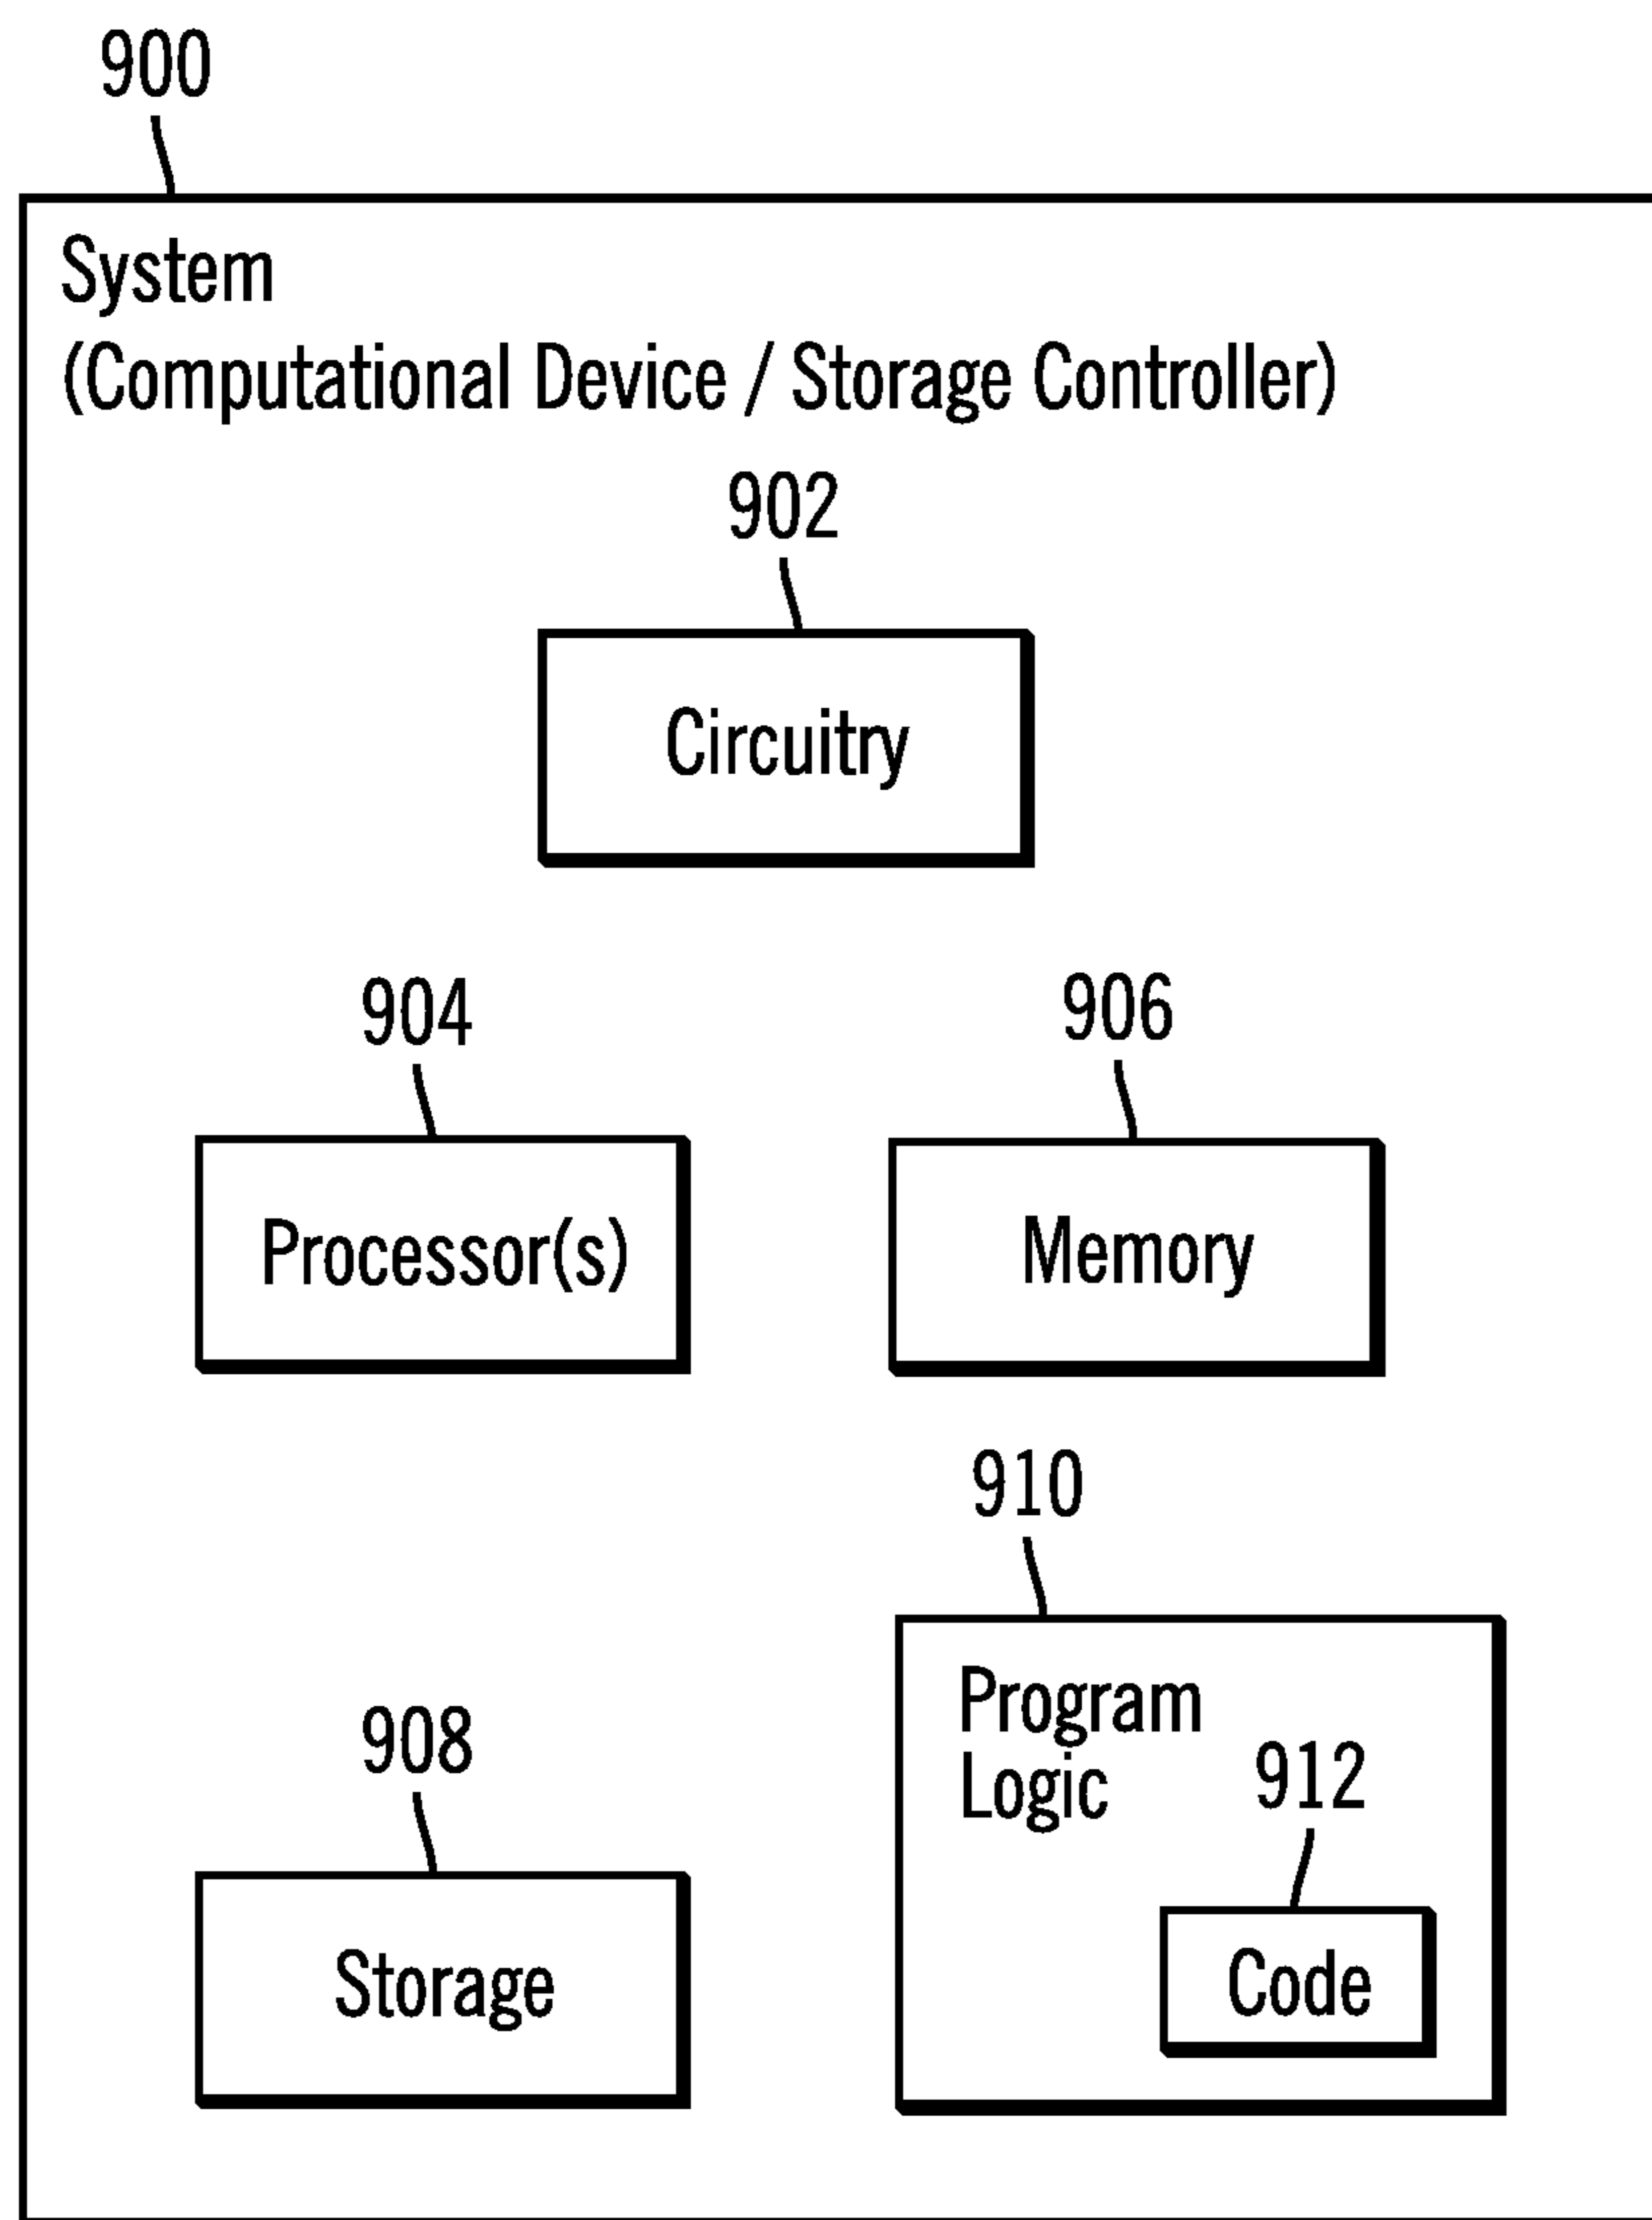 900
System
(Computational Device / Storage Controller)
902
Circuitry
904
906
Processor(s)
Memory
910
Program
Logic
908
912
Storage
Code